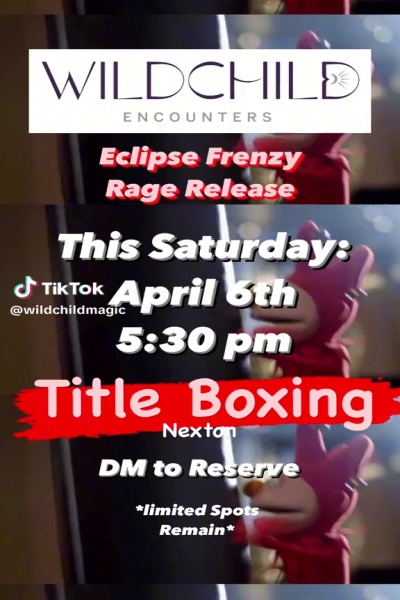 WILDCHILD
ENCOUNTERS
Eclipse Frenzy
Rage Release
This Saturday:
TikTok
@wildchildmagic
April 6th
5:30 pm
Title Boxing
Nexton
DM to Reserve
*limited Spots
Remain*